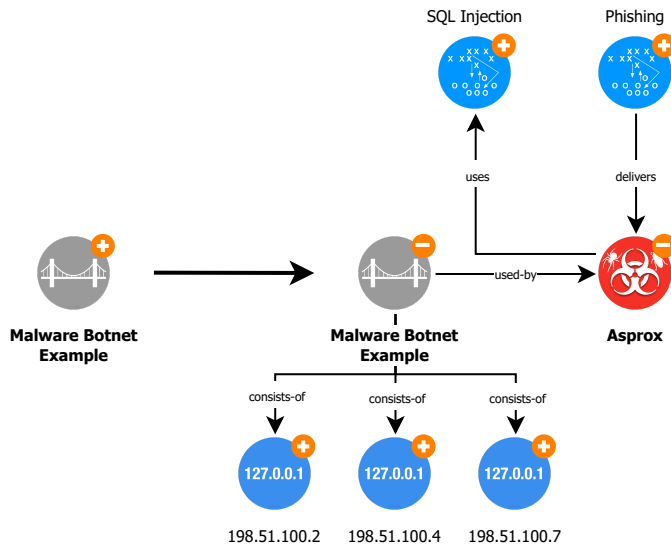 SQL Injection
Phishing
uses
delivers
used-by
Malware Botnet
Example
Malware Botnet
Example
Asprox
consists-of
consists-of
consists-of
127.0.0.1
127.0.0.1
127.0.0.1
198.51.100.2
198.51.100.4
198.51.100.7